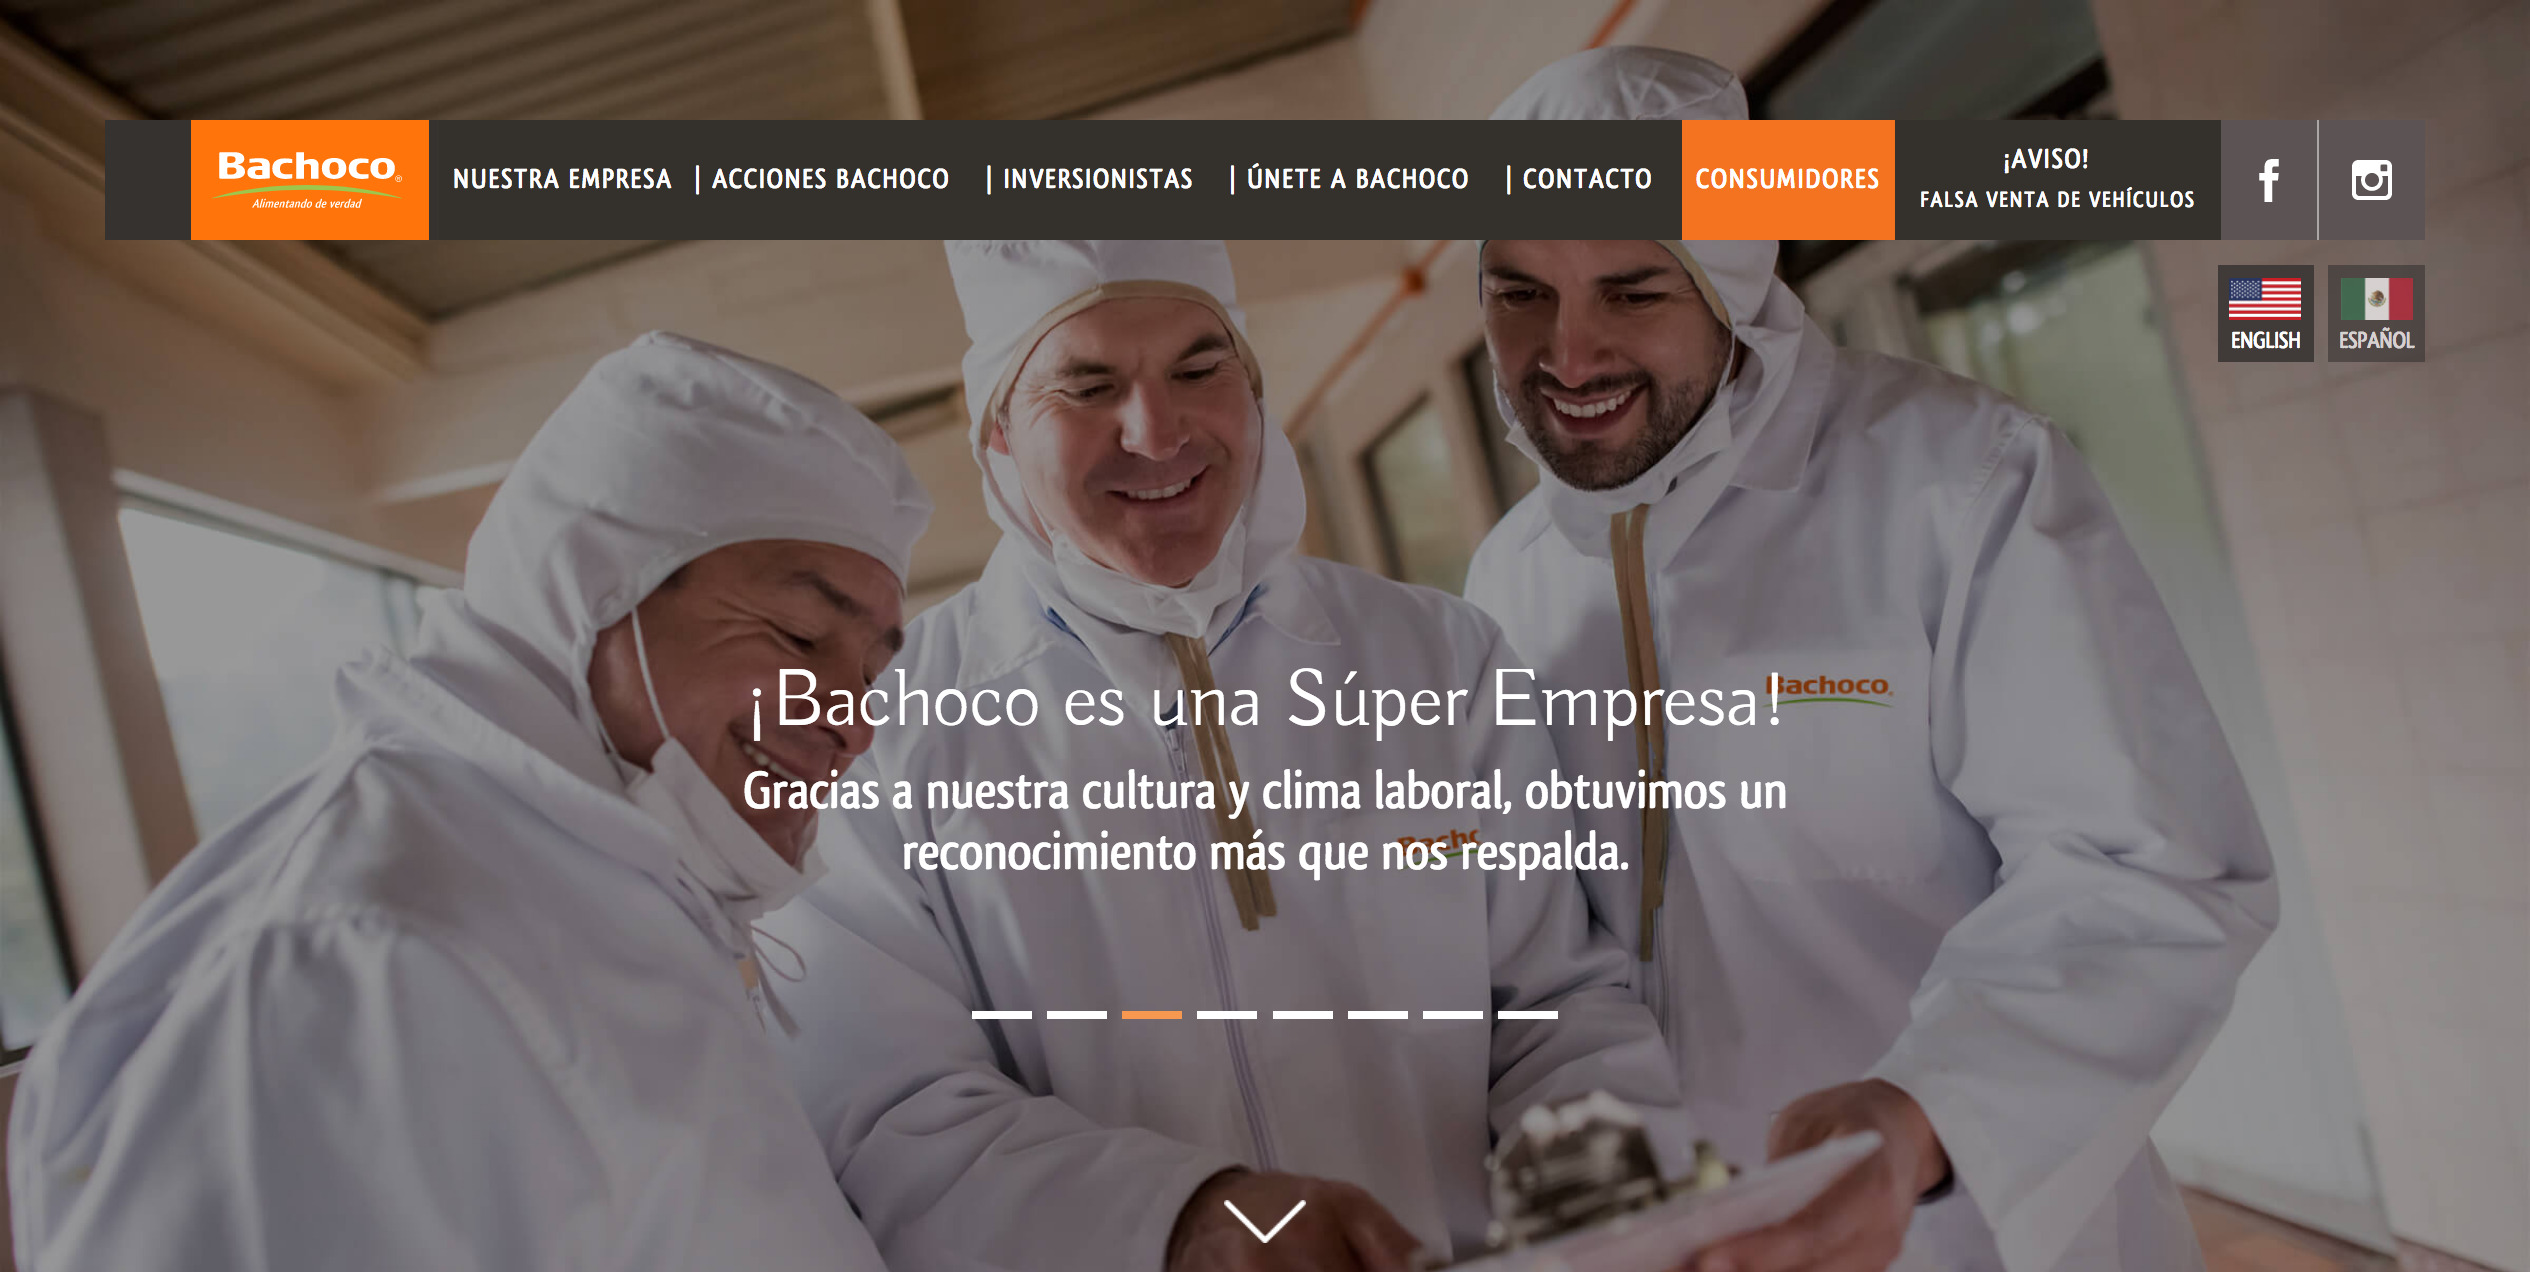 Bachoco
Alimentando de verdad
NUESTRA EMPRESA | ACCIONES BACHOCO | INVERSIONISTAS | ÚNETE A BACHOCO | CONTACTO
CONSUMIDORES
¡AVISO!
FALSA VENTA DE VEHÍCULOS
ENGLISH
ESPAÑOL
¡Bachoco es una Súper Empresa!
Bachoco
Gracias a nuestra cultura y clima laboral, obtuvimos un
reconocimiento más que nos respalda.